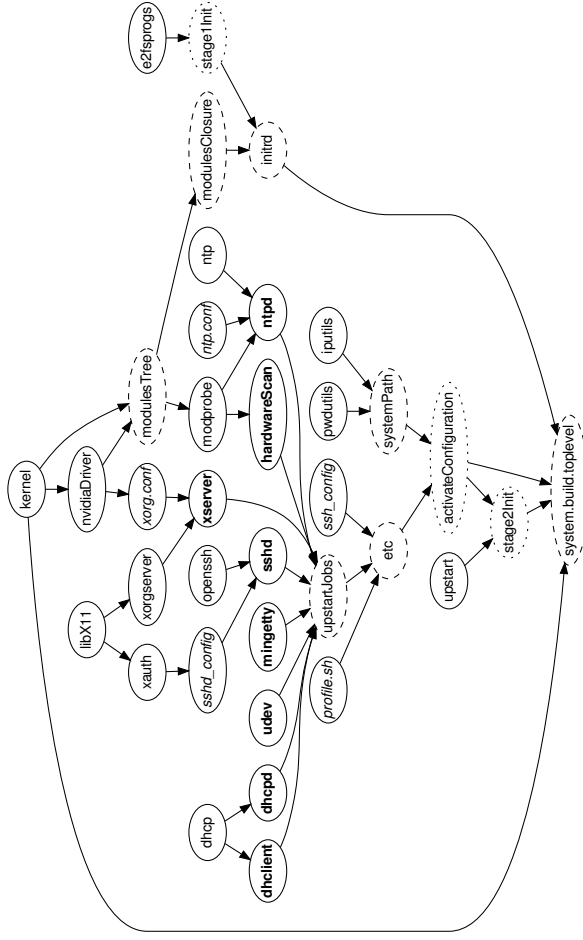 kernel
libX11
nvidiaDriver
e2fsprogs
xauth
xorgserver
xorg.conf
modulesTree
stage1Init
dhcp
sshd_config
openssh
xserver
modprobe
ntp.conf
ntp
modulesClosure
dhclient
dhcpd
udev
mingetty
sshd
hardwareScan
ntpd
initrd
profile.sh
upstartJobs
ssh_config
pwdutils
iputils
etc
systemPath
upstart
activateConfiguration
stage2Init
system.build.toplevel